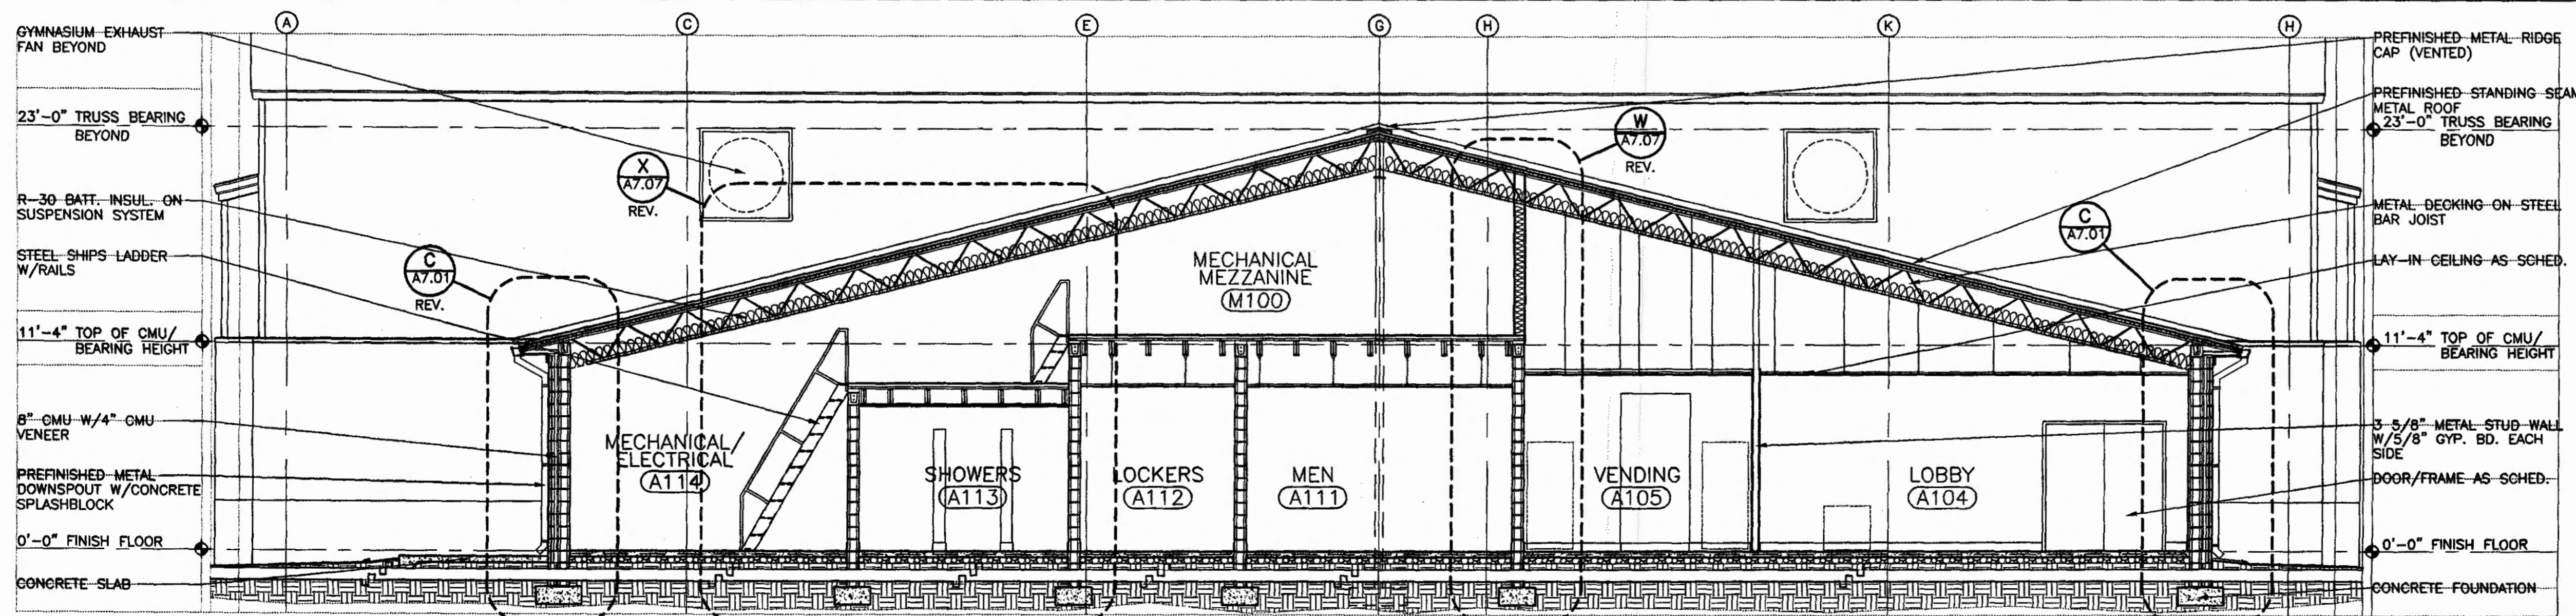 A
C
E
G
H
K
H
GYMNASIUM EXHAUST
FAN BEYOND
23'-0" TRUSS BEARING
BEYOND
R-30 BATT. INSUL. ON
SUSPENSION SYSTEM
STEEL SHIPS LADDER
W/RAILS
11'-4" TOP OF CMU/
BEARING HEIGHT
8" CMU W/4" CMU
VENEER
PREFINISHED METAL
DOWNSPOUT W/CONCRETE
SPLASHBLOCK
0'-0" FINISH FLOOR
CONCRETE SLAB
C
A7.01
REV.
X
A7.07
REV.
W
A7.07
REV.
C
A7.01
MECHANICAL
MEZZANINE
M100
MECHANICAL/
ELECTRICAL
A114
SHOWERS
A113
LOCKERS
A112
MEN
A111
VENDING
A105
LOBBY
A104
PREFINISHED METAL RIDGE
CAP (VENTED)
PREFINISHED STANDING SEAM
METAL ROOF
23'-0" TRUSS BEARING
BEYOND
METAL DECKING ON STEEL
BAR JOIST
LAY-IN CEILING AS SCHED.
11'-4" TOP OF CMU/
BEARING HEIGHT
3 5/8" METAL STUD WALL
W/5/8" GYP. BD. EACH
SIDE
DOOR/FRAME AS SCHED.
0'-0" FINISH FLOOR
CONCRETE FOUNDATION